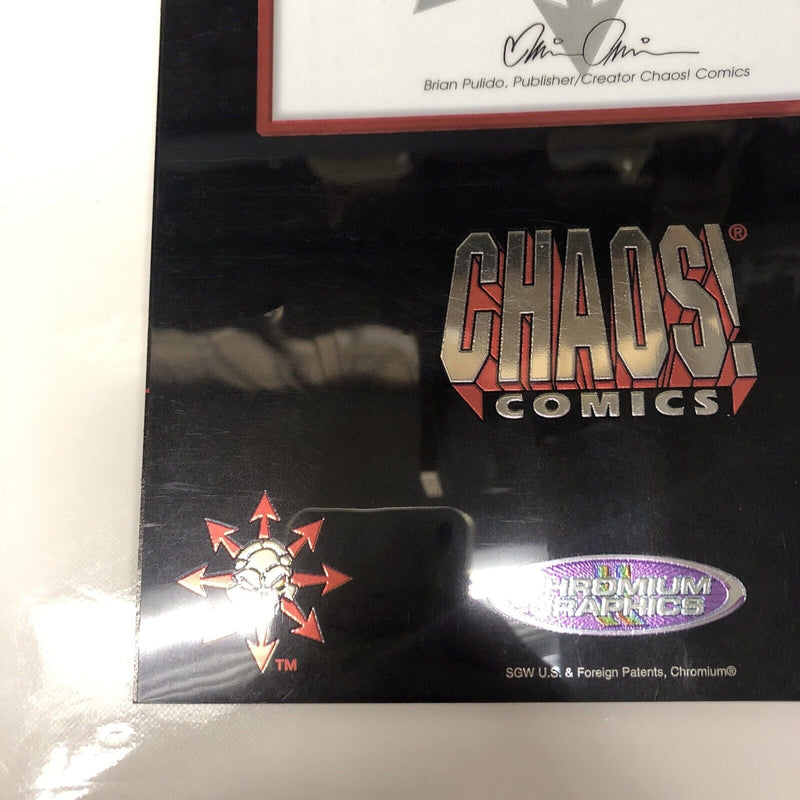 Brian Pulido, Publisher/Creator Chaos! Comics
CHAOS!®
COMICS
TM
CHROMIUM
GRAPHICS
SGW U.S. & Foreign Patents, Chromium®